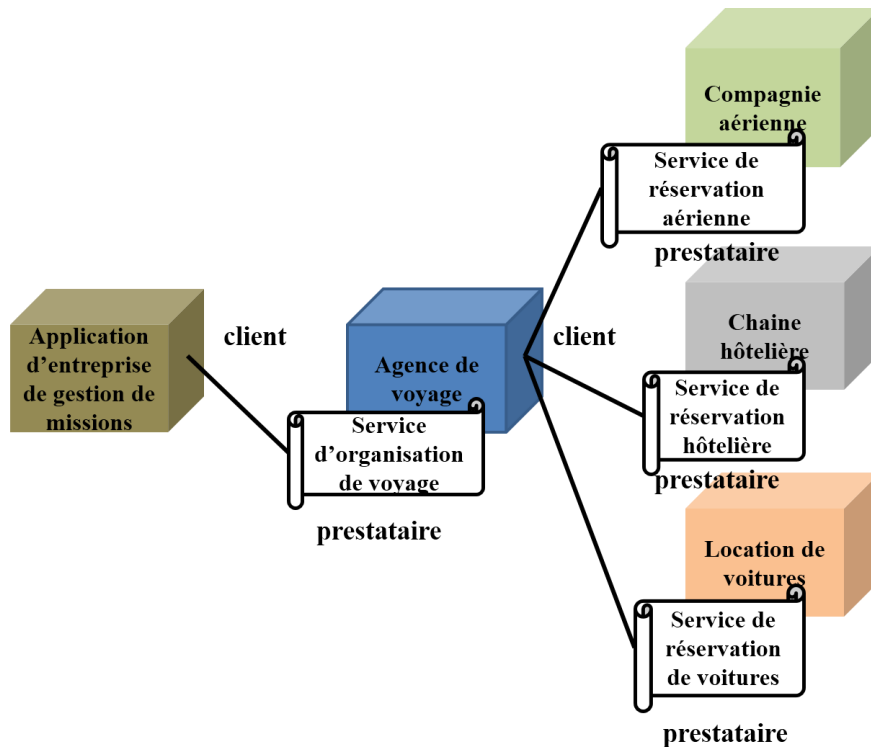 Application
d'entreprise
de gestion de
missions
client
Agence de
voyage
Service
d'organisation
de voyage
prestataire
client
Compagnie
aérienne
Service de
réservation
aérienne
prestataire
Chaine
hôtelière
Service de
réservation
hôtelière
prestataire
Location de
voitures
Service de
réservation
de voitures
prestataire